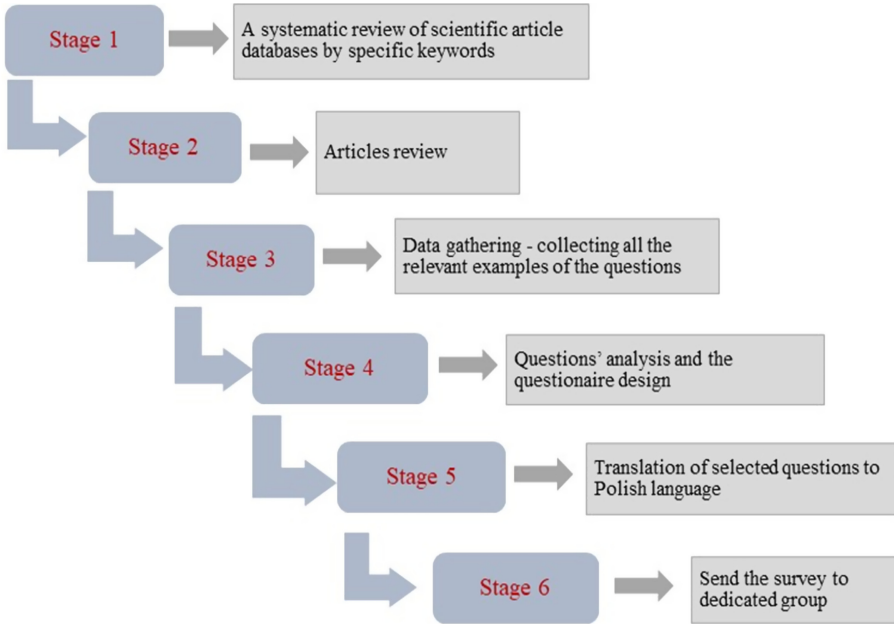 Stage 1
A systematic review of scientific article
databases by specific keywords
Stage 2
Articles review
Stage 3
Data gathering - collecting all the
relevant examples of the questions
Stage 4
Questions' analysis and the
questionaire design
Stage 5
Translation of selected questions to
Polish language
Stage 6
Send the survey to
dedicated group